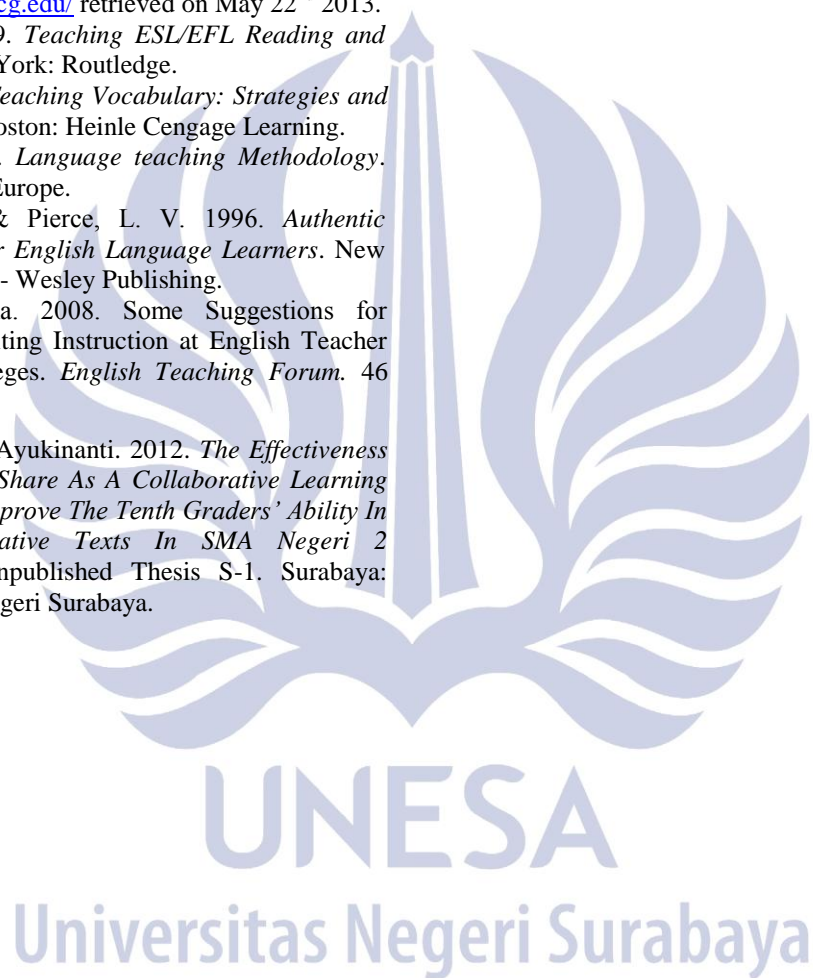 cg.edu/ retrieved on May 22 2013.
9. Teaching ESL/EFL Reading and
York: Routledge.
Teaching Vocabulary: Strategies and
oston: Heinle Cengage Learning.
. Language teaching Methodology.
Europe.
& Pierce, L. V. 1996. Authentic
r English Language Learners. New
- Wesley Publishing.
a. 2008. Some Suggestions for
iting Instruction at English Teacher
eges. English Teaching Forum. 46
Ayukinanti. 2012. The Effectiveness
Share As A Collaborative Learning
prove The Tenth Graders' Ability In
ative Texts In SMA Negeri 2
npublished Thesis S-1. Surabaya:
geri Surabaya.
UNESA
Universitas Negeri Surabaya